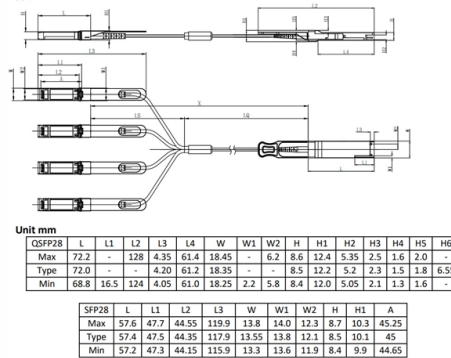 L
L2
L3
L1
L2
A
X
LS
LQ
L3
L
L1
Unit mm
QSFP28 L L1 L2 L3 L4 W W1 W2 H H1 H2 H3 H4 H5 H6
Max 72.2 - 128 4.35 61.4 18.45 - 6.2 8.6 12.4 5.35 2.5 1.6 2.0 -
Type 72.0 - - 4.20 61.2 18.35 - - 8.5 12.2 5.2 2.3 1.5 1.8 6.55
Min 68.8 16.5 124 4.05 61.0 18.25 2.2 5.8 8.4 12.0 5.05 2.1 1.3 1.6 -
SFP28 L L1 L2 L3 W W1 W2 H H1 A
Max 57.6 47.7 44.55 119.9 13.8 14.0 12.3 8.7 10.3 45.25
Type 57.4 47.5 44.35 117.9 13.55 13.8 12.1 8.5 10.1 45
Min 57.2 47.3 44.15 115.9 13.3 13.6 11.9 8.4 9.9 44.65